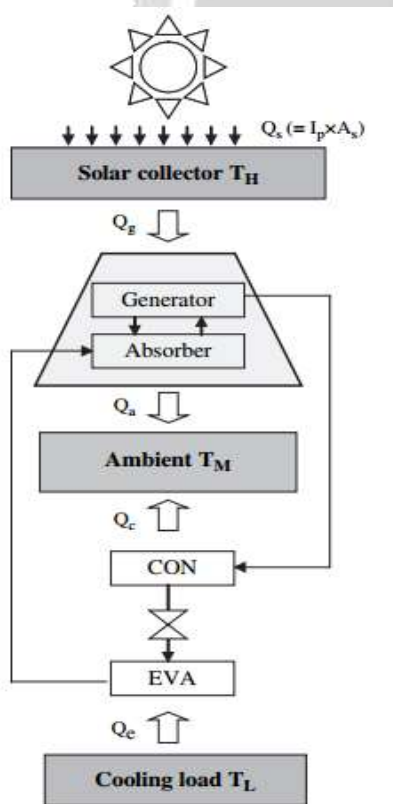 Qs (= Ip×As)
Solar collector TH
Qg
Generator
Absorber
Qa
Ambient TM
Qc
CON
EVA
Qe
Cooling load TL